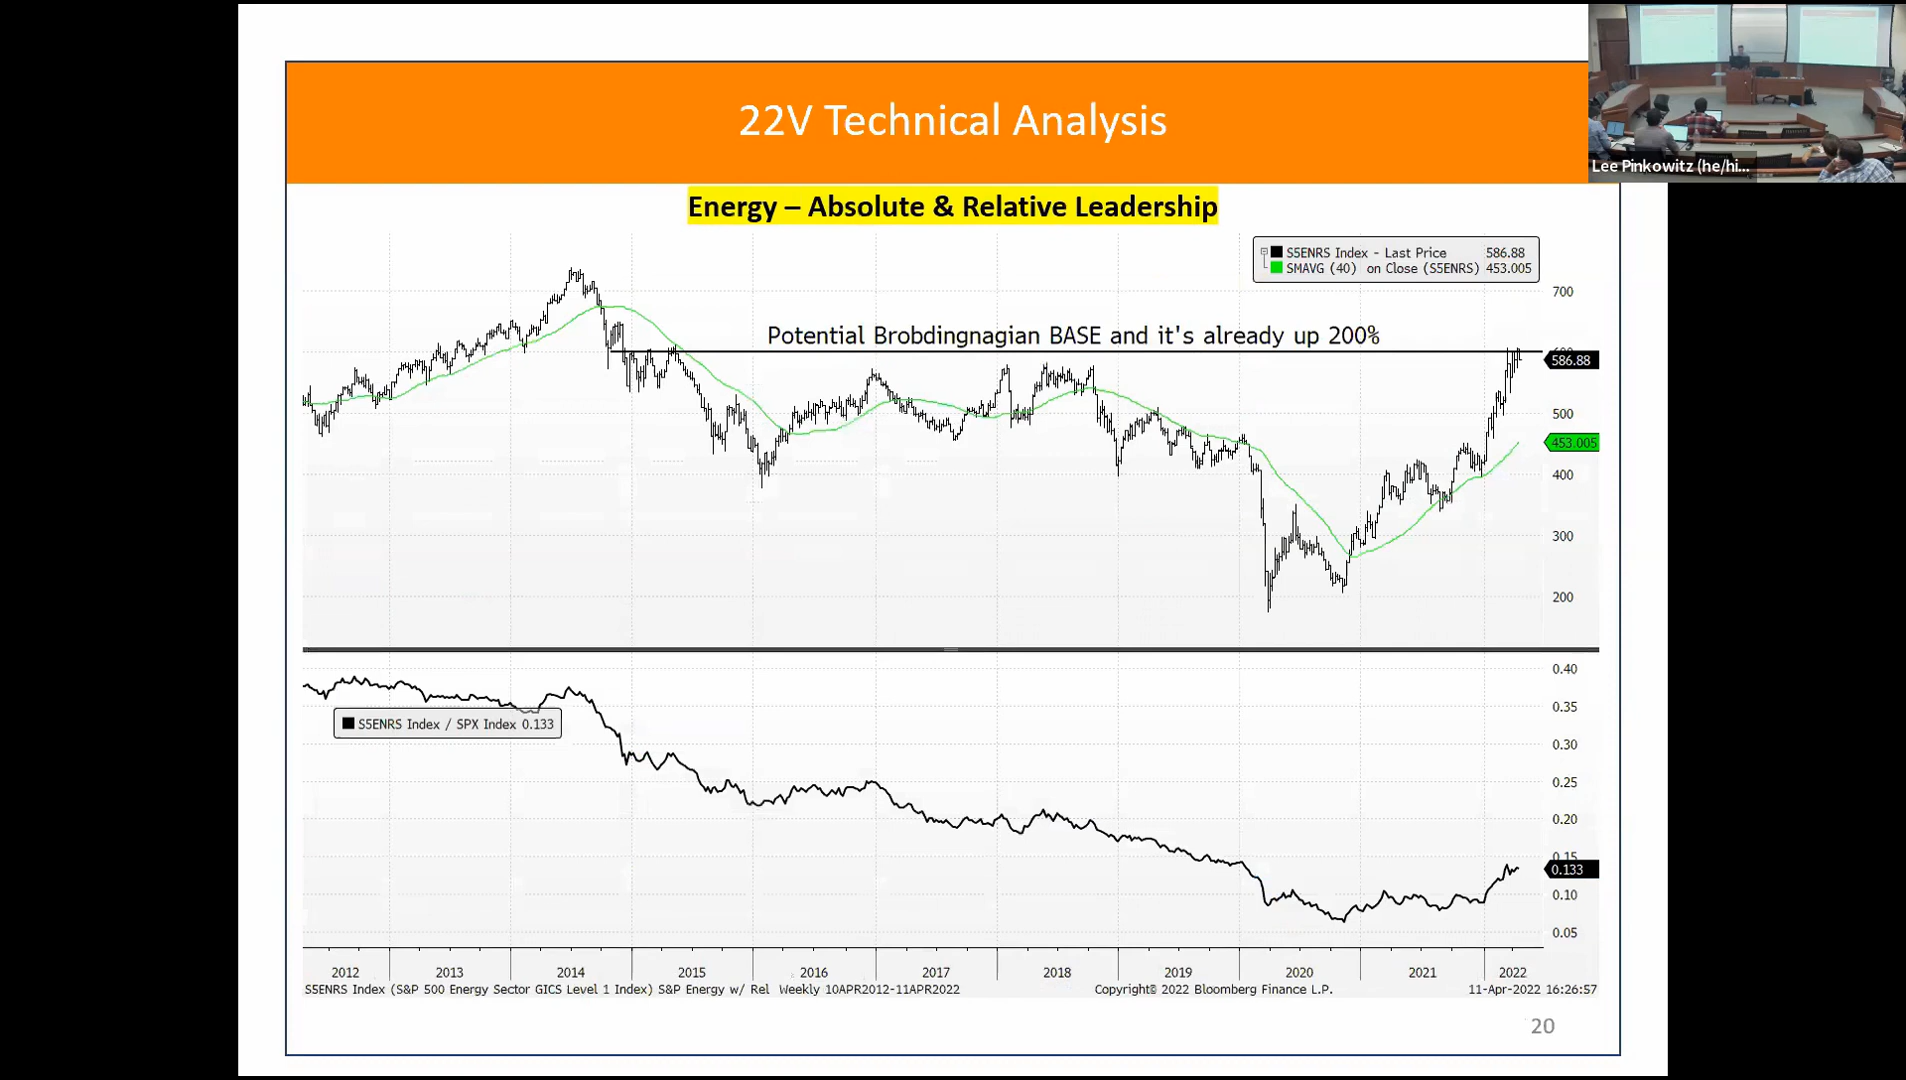 22V Technical Analysis
Lee Pinkowitz (he/hi...
Energy – Absolute & Relative Leadership
S5ENRS Index - Last Price 586.88
SMAVG (40) on Close (S5ENRS) 453.005
Potential Brobdingnagian BASE and it's already up 200%
700
586.88
500
453.005
400
300
200
S5ENRS Index / SPX Index 0.133
0.40
0.35
0.30
0.25
0.20
0.15
0.133
0.10
0.05
2012 2013 2014 2015 2016 2017 2018 2019 2020 2021 2022
S5ENRS Index (S&P 500 Energy Sector GICS Level 1 Index) S&P Energy w/ Rel Weekly 10APR2012-11APR2022 Copyright© 2022 Bloomberg Finance L.P. 11-Apr-2022 16:26:57
20